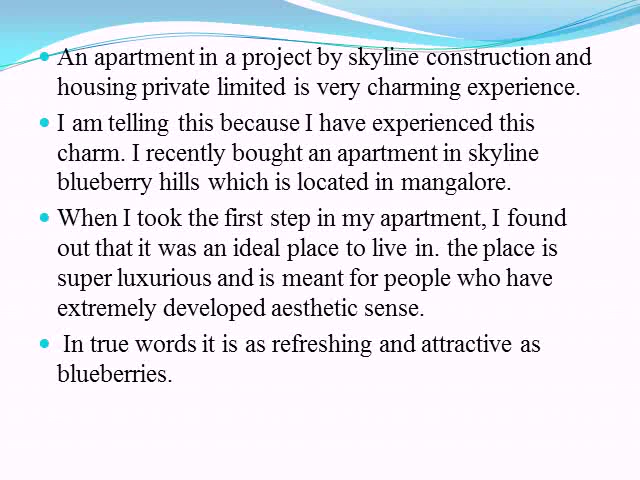 An apartment in a project by skyline construction and
housing private limited is very charming experience.
I am telling this because I have experienced this
charm. I recently bought an apartment in skyline
blueberry hills which is located in mangalore.
When I took the first step in my apartment, I found
out that it was an ideal place to live in. the place is
super luxurious and is meant for people who have
extremely developed aesthetic sense.
In true words it is as refreshing and attractive as
blueberries.